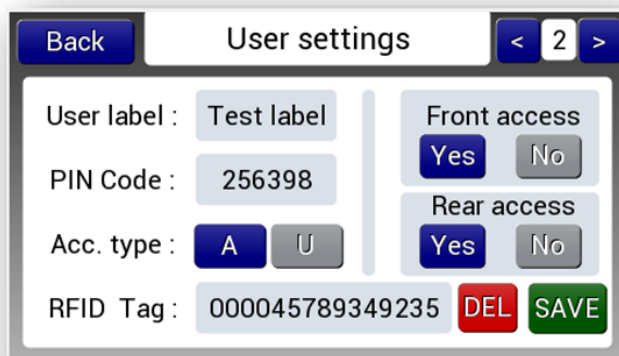 Back User settings < 2 >
User label : Test label
Front access
Yes No
PIN Code : 256398
Rear access
Acc. type : A U
Yes No
RFID Tag : 000045789349235 DEL SAVE